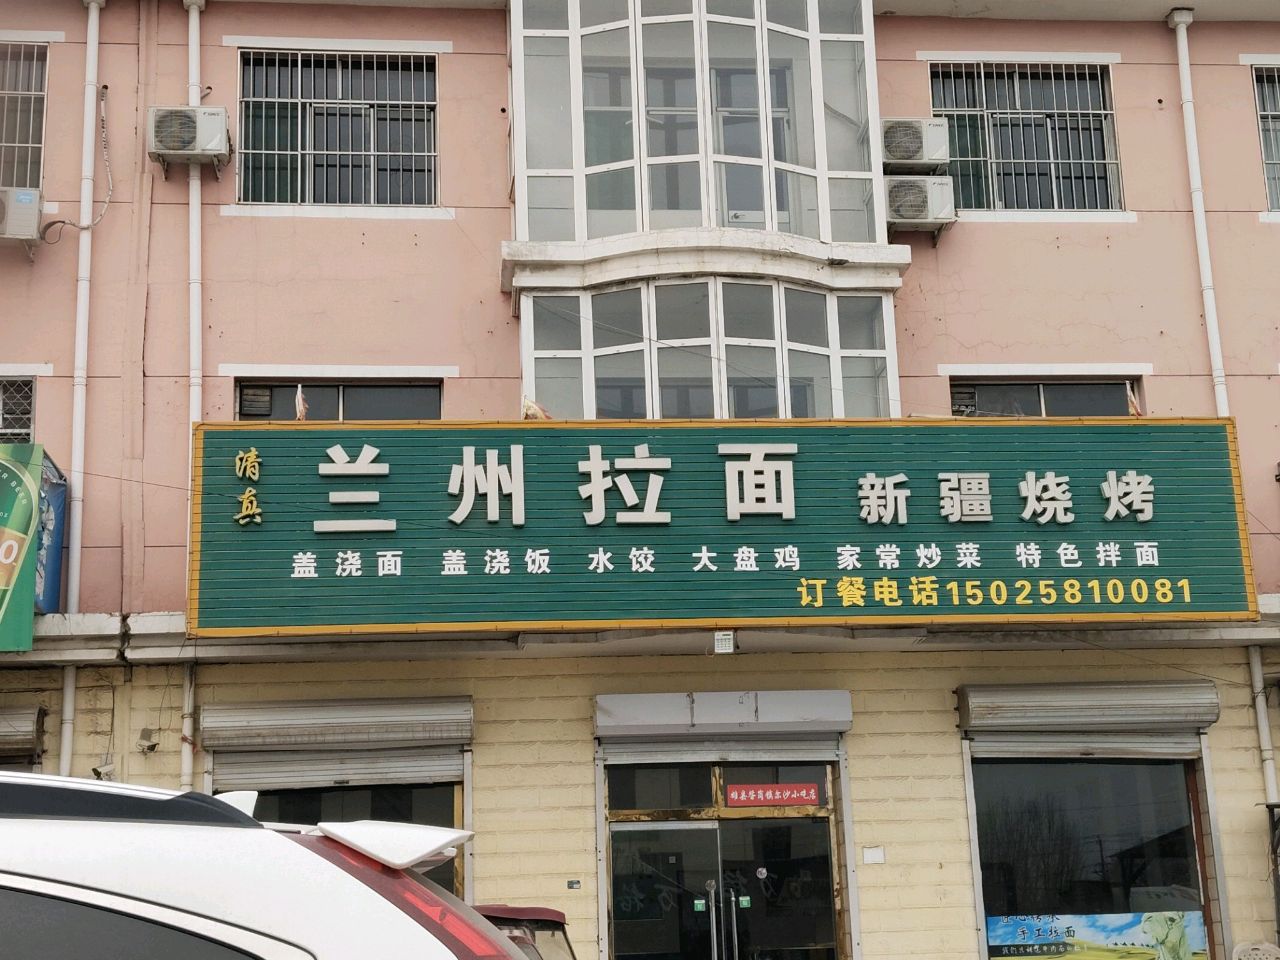 清真
兰州拉面 新疆烧烤
盖浇面 盖浇饭 水饺 大盘鸡 家常炒菜 特色拌面
订餐电话15025810081
手工拉面